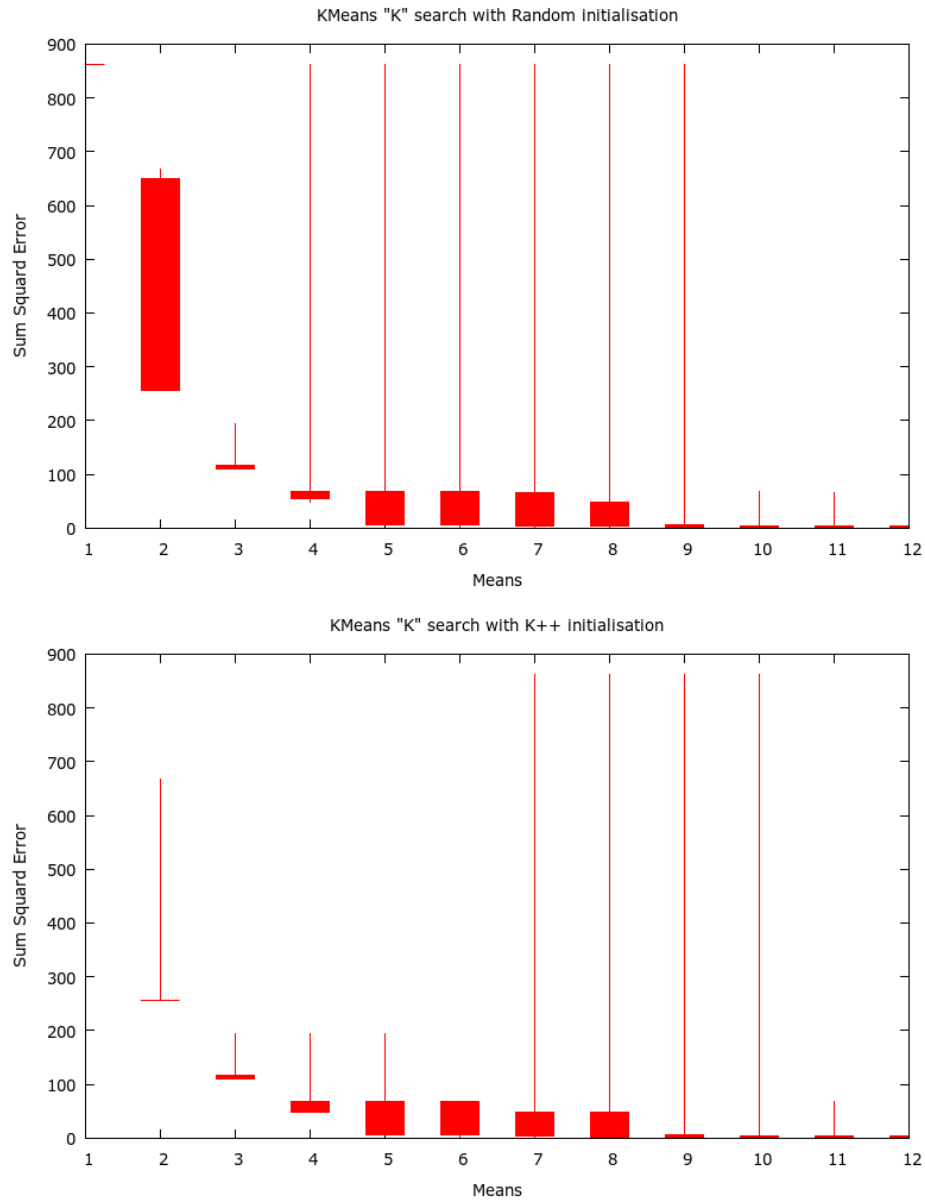 KMeans "K" search with Random initialisation
900
800
700
600
500
400
300
200
100
0
Sum Squard Error
1 2 3 4 5 6 7 8 9 10 11 12
Means
KMeans "K" search with K++ initialisation
900
800
700
600
500
400
300
200
100
0
Sum Squard Error
1 2 3 4 5 6 7 8 9 10 11 12
Means